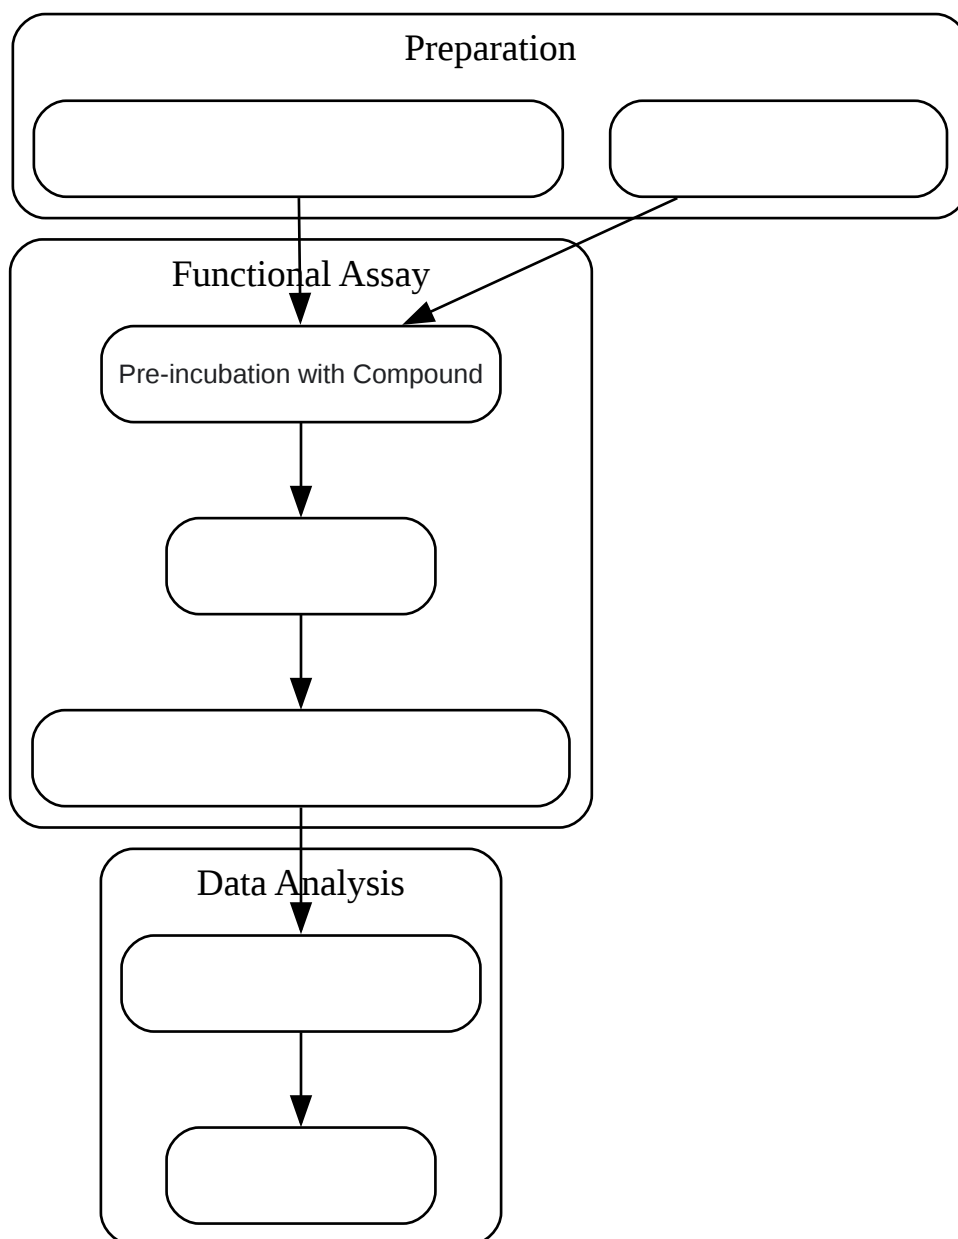 Preparation
Functional Assay
Pre-incubation with Compound
Data Analysis